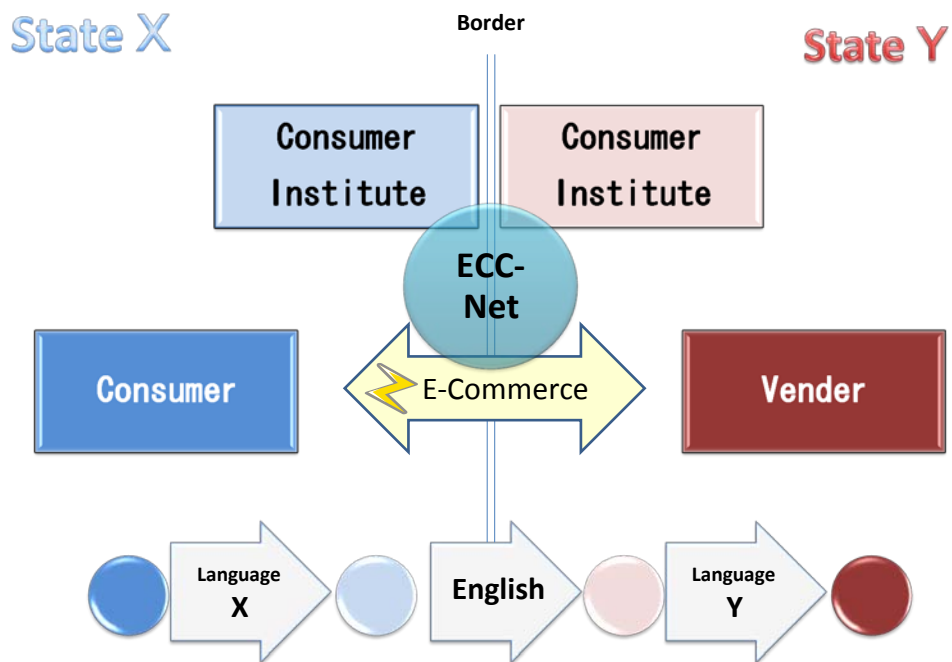 State X
Border
State Y
Consumer
Institute
Consumer
Institute
ECC-
Net
Consumer
E-Commerce
Vender
Language
X
English
Language
Y